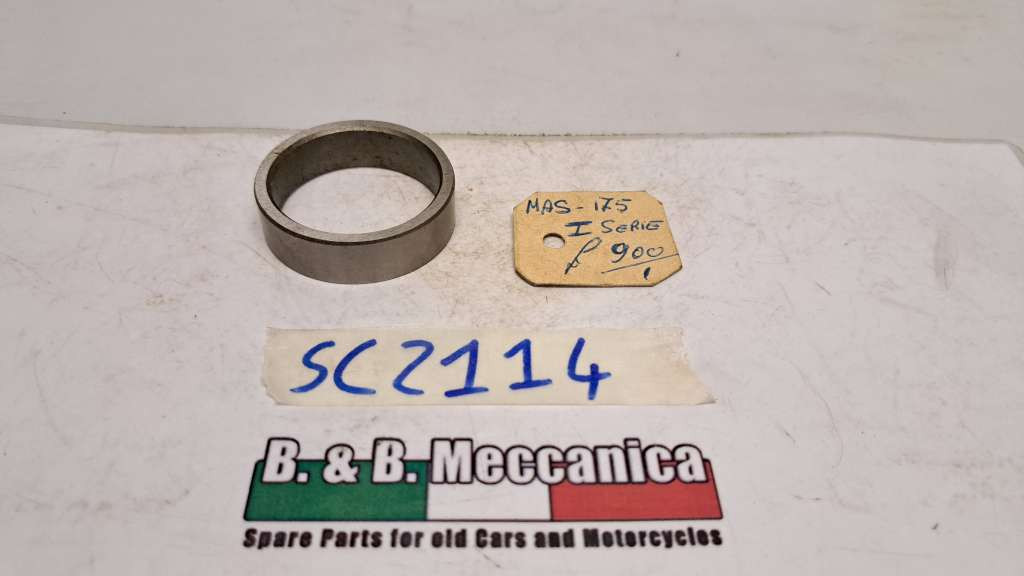 MAS-175
I SERIE
£ 900
SC2114
B. & B. Meccanica
Spare Parts for old Cars and Motorcycles